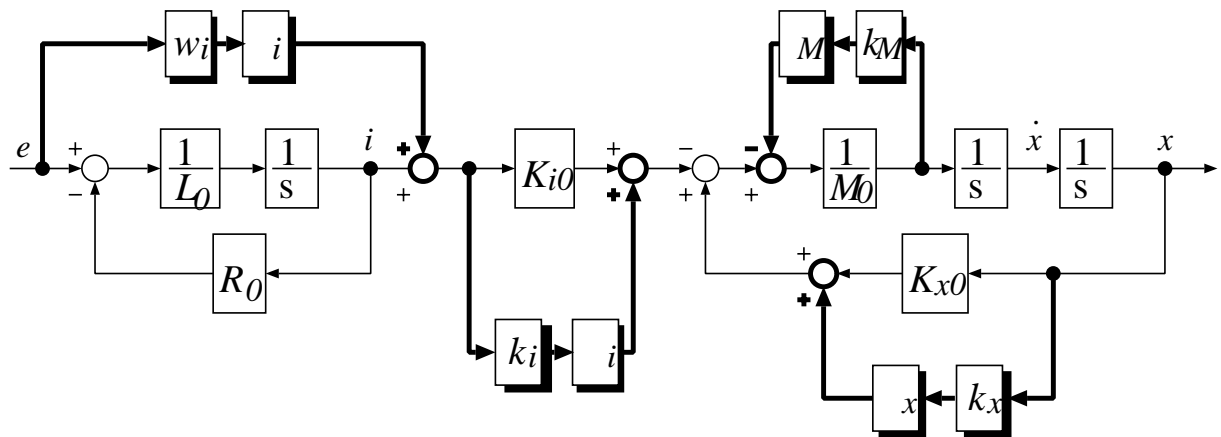 w i i
M k M
e + − 1 L0 1 s i + + K i0 + + − + − + 1 M0 1 s ẋ 1 s x
R0
+ + K x0
k i i
x k x